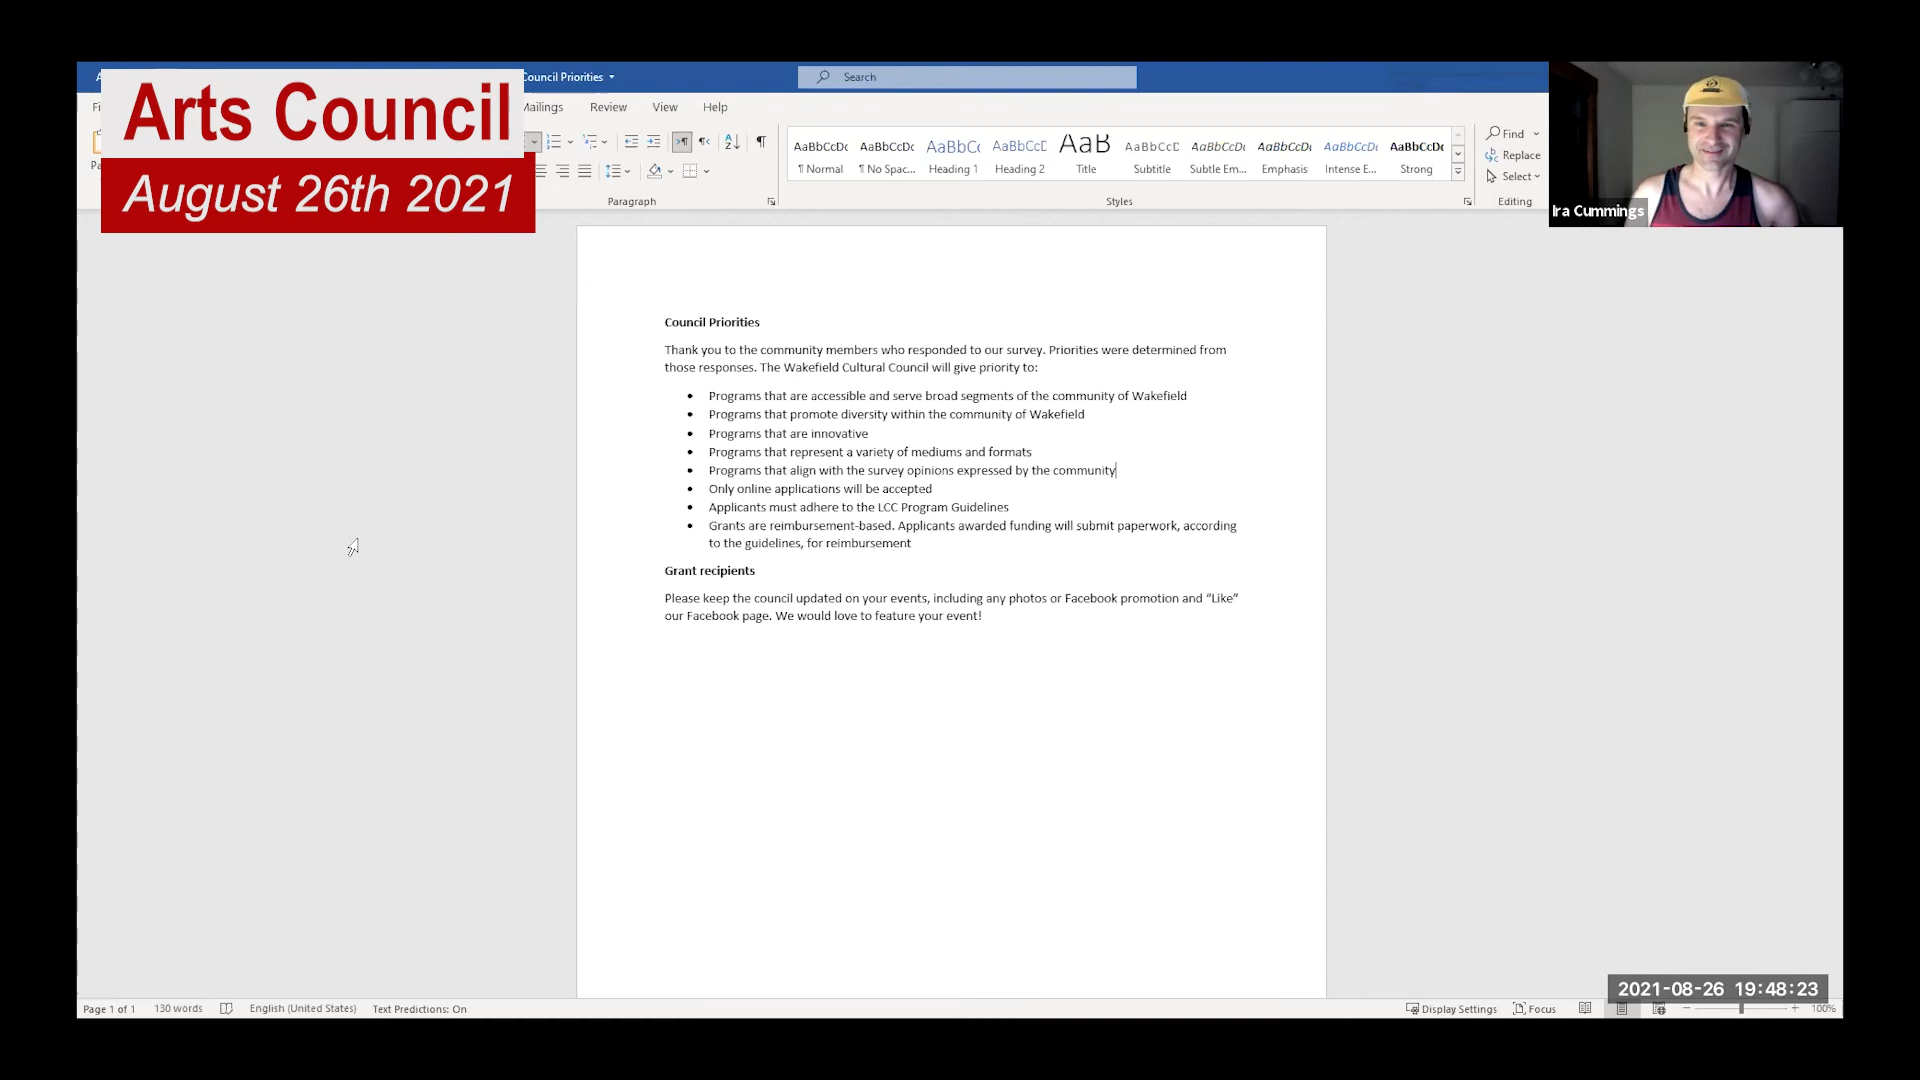 Arts Council
August 26th 2021
Council Priorities
Search
Mailings Review View Help
AaBbCcDc AaBbCcDc AaBbC( AaBbCcD AaB AaBbCcD AaBbCcDc AaBbCcDc AaBbCcDc AaBbCcDc
¶ Normal ¶ No Spac... Heading 1 Heading 2 Title Subtitle Subtle Em... Emphasis Intense E... Strong
Paragraph
Styles
Find
Replace
Select
Editing
Ira Cummings
Council Priorities
Thank you to the community members who responded to our survey. Priorities were determined from
those responses. The Wakefield Cultural Council will give priority to:
• Programs that are accessible and serve broad segments of the community of Wakefield
• Programs that promote diversity within the community of Wakefield
• Programs that are innovative
• Programs that represent a variety of mediums and formats
• Programs that align with the survey opinions expressed by the community
• Only online applications will be accepted
• Applicants must adhere to the LCC Program Guidelines
• Grants are reimbursement-based. Applicants awarded funding will submit paperwork, according
to the guidelines, for reimbursement
Grant recipients
Please keep the council updated on your events, including any photos or Facebook promotion and “Like”
our Facebook page. We would love to feature your event!
2021-08-26 19:48:23
Page 1 of 1 130 words English (United States) Text Predictions: On
Display Settings Focus 100%